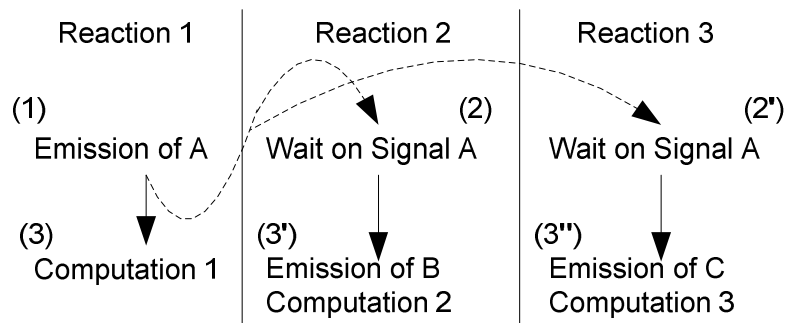 Reaction 1
Reaction 2
Reaction 3
(1)
(2)
(2')
Emission of A
Wait on Signal A
Wait on Signal A
(3)
(3')
(3'')
Computation 1
Emission of B
Computation 2
Emission of C
Computation 3